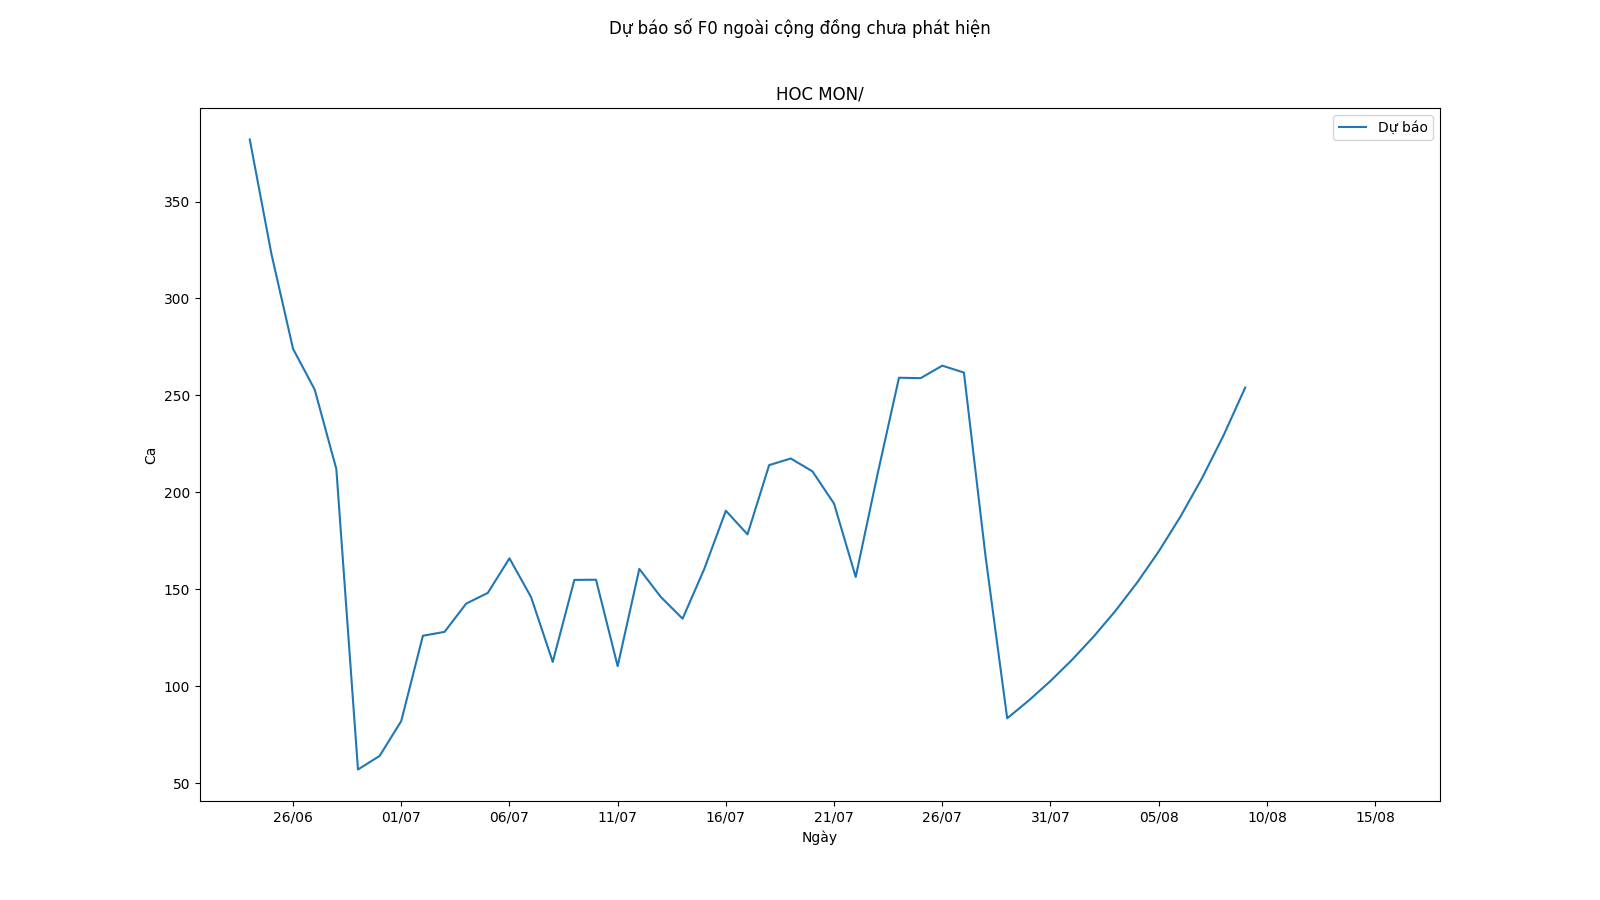 Dự báo số F0 ngoài cộng đồng chưa phát hiện
HOC MON/
Dự báo
350
300
250
200
150
100
50
Ca
26/06 01/07 06/07 11/07 16/07 21/07 26/07 31/07 05/08 10/08 15/08
Ngày